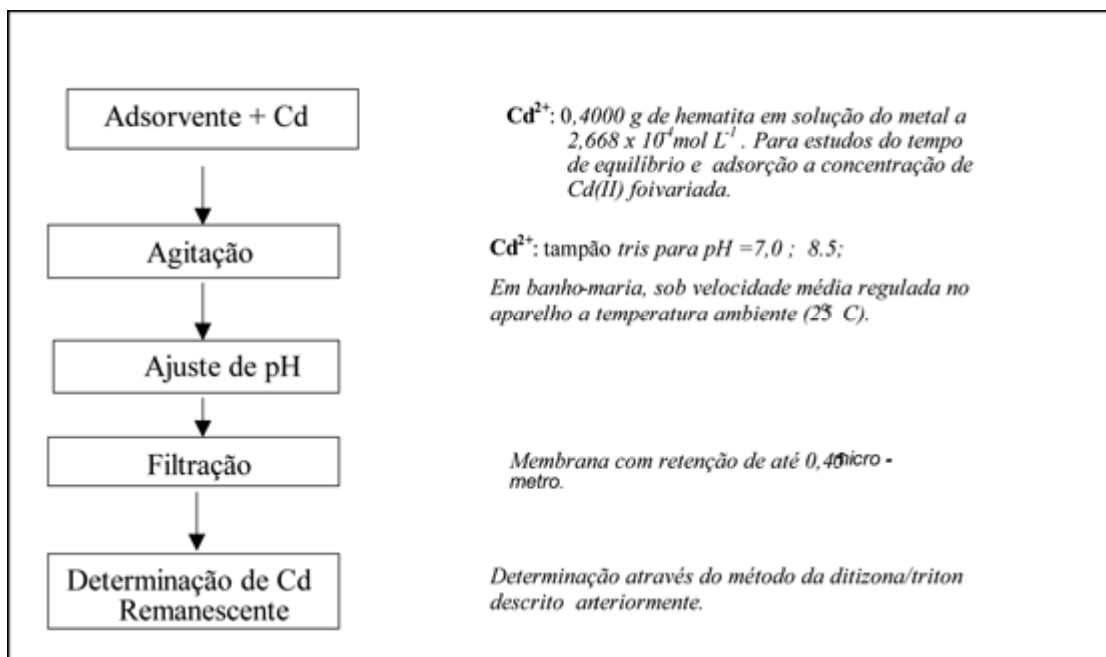 Adsorvente + Cd
Cd²⁺: 0,4000 g de hematita em solução do metal a
2,668 x 10⁻⁴mol L⁻¹ . Para estudos do tempo
de equilíbrio e adsorção a concentração de
Cd(II) foivariada.
Agitação
Cd²⁺: tampão tris para pH =7,0 ; 8.5;
Em banho-maria, sob velocidade média regulada no
aparelho a temperatura ambiente (25 C).
Ajuste de pH
Filtração
Membrana com retenção de até micro -
metro.
Determinação de Cd
Remanescente
Determinação através do método da ditizona/triton
descrito anteriormente.